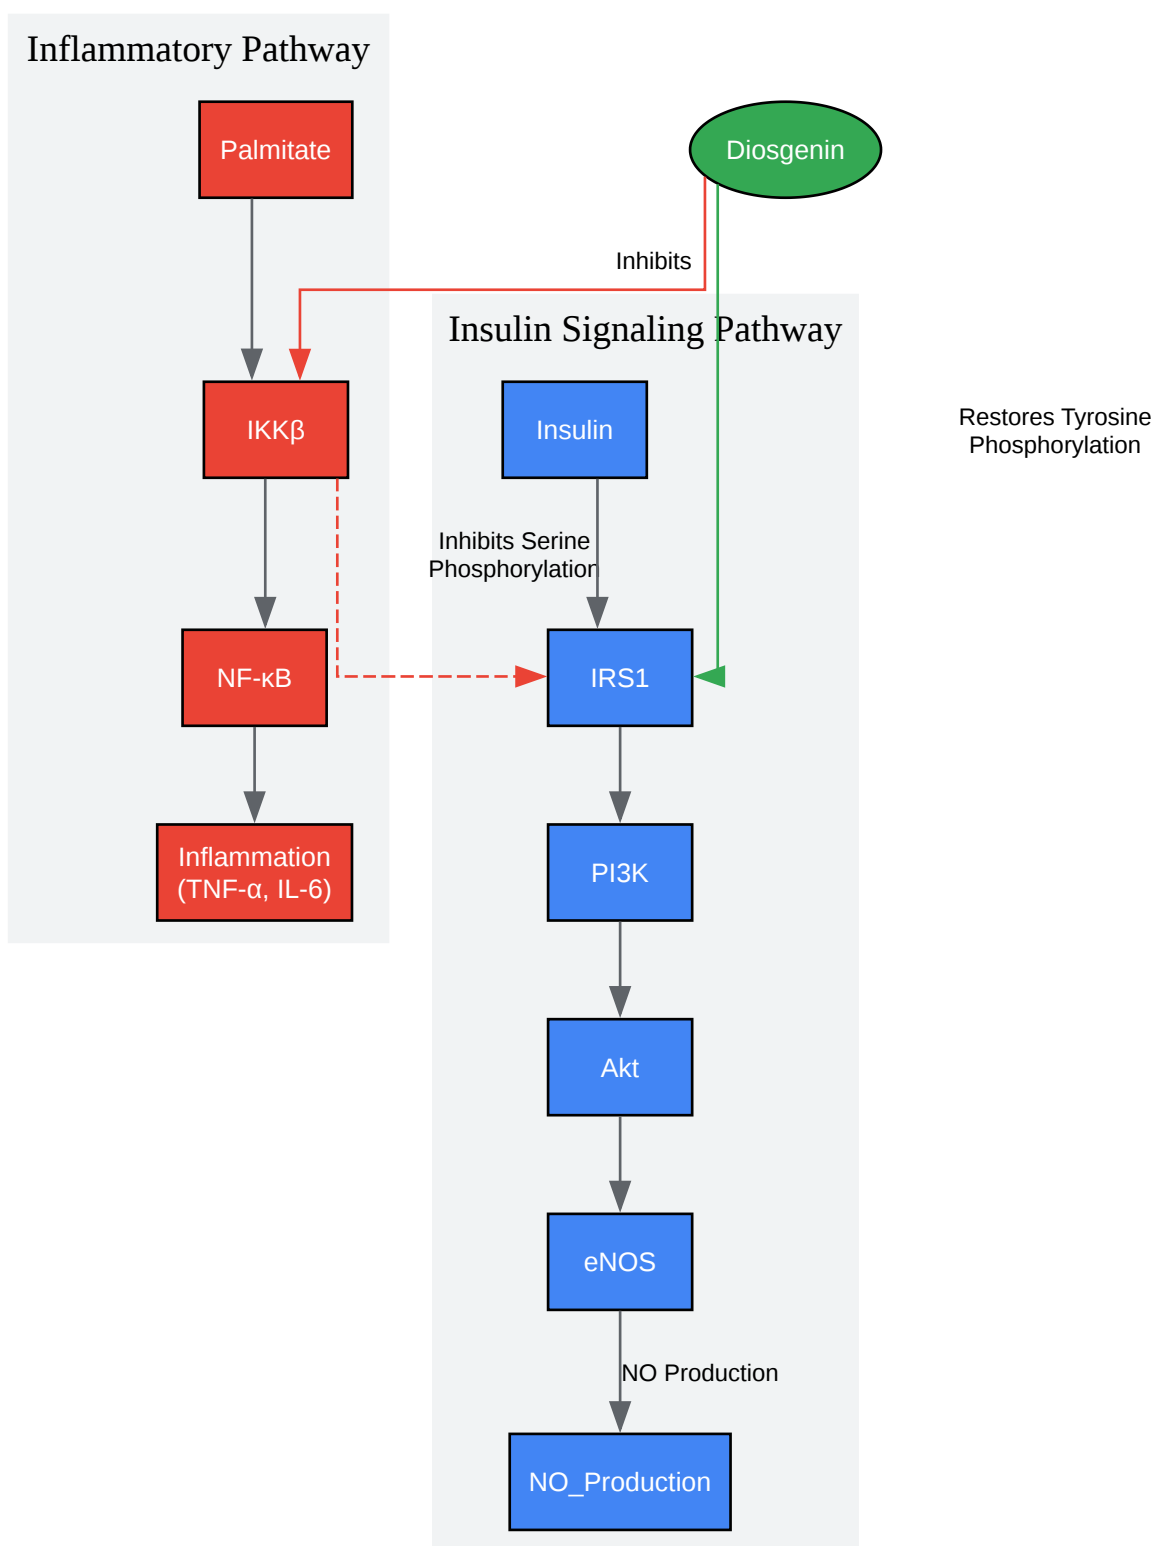 Inflammatory Pathway
Palmitate
Diosgenin
Inhibits
Insulin Signaling Pathway
IKKβ
Insulin
Restores Tyrosine
Phosphorylation
Inhibits Serine
Phosphorylation
NF-κB
IRS1
Inflammation
(TNF-α, IL-6)
PI3K
Akt
eNOS
NO Production
NO_Production